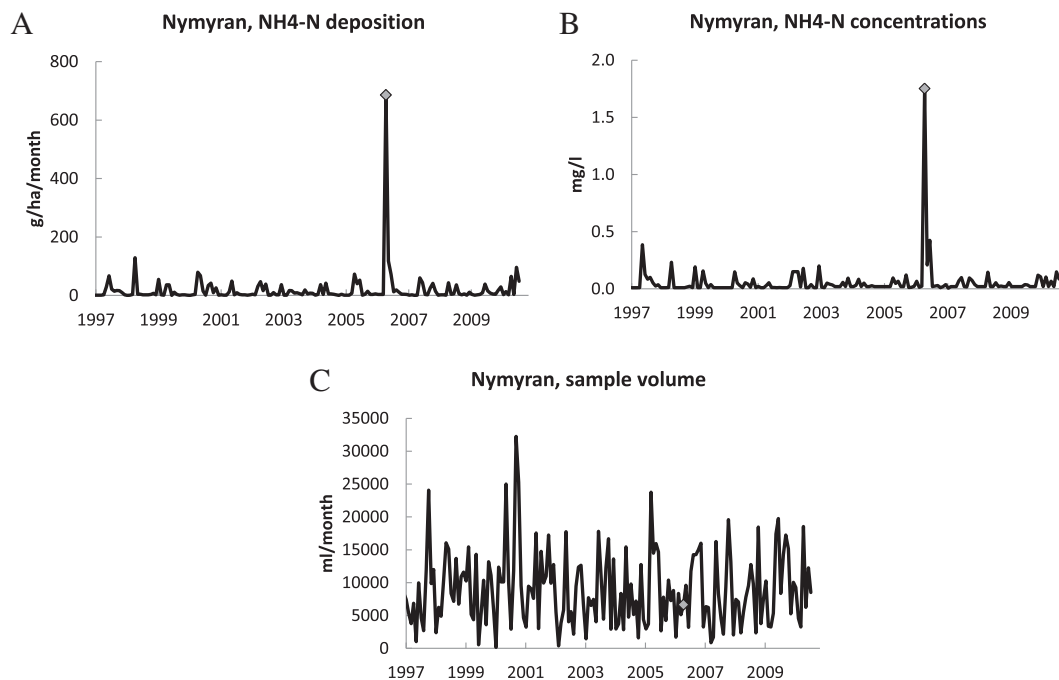 A
Nymyran, NH4-N deposition
g/ha/month
800
600
400
200
0
1997 1999 2001 2003 2005 2007 2009
B
Nymyran, NH4-N concentrations
mg/l
2.0
1.5
1.0
0.5
0.0
1997 1999 2001 2003 2005 2007 2009
C
Nymyran, sample volume
ml/month
35000
30000
25000
20000
15000
10000
5000
0
1997 1999 2001 2003 2005 2007 2009